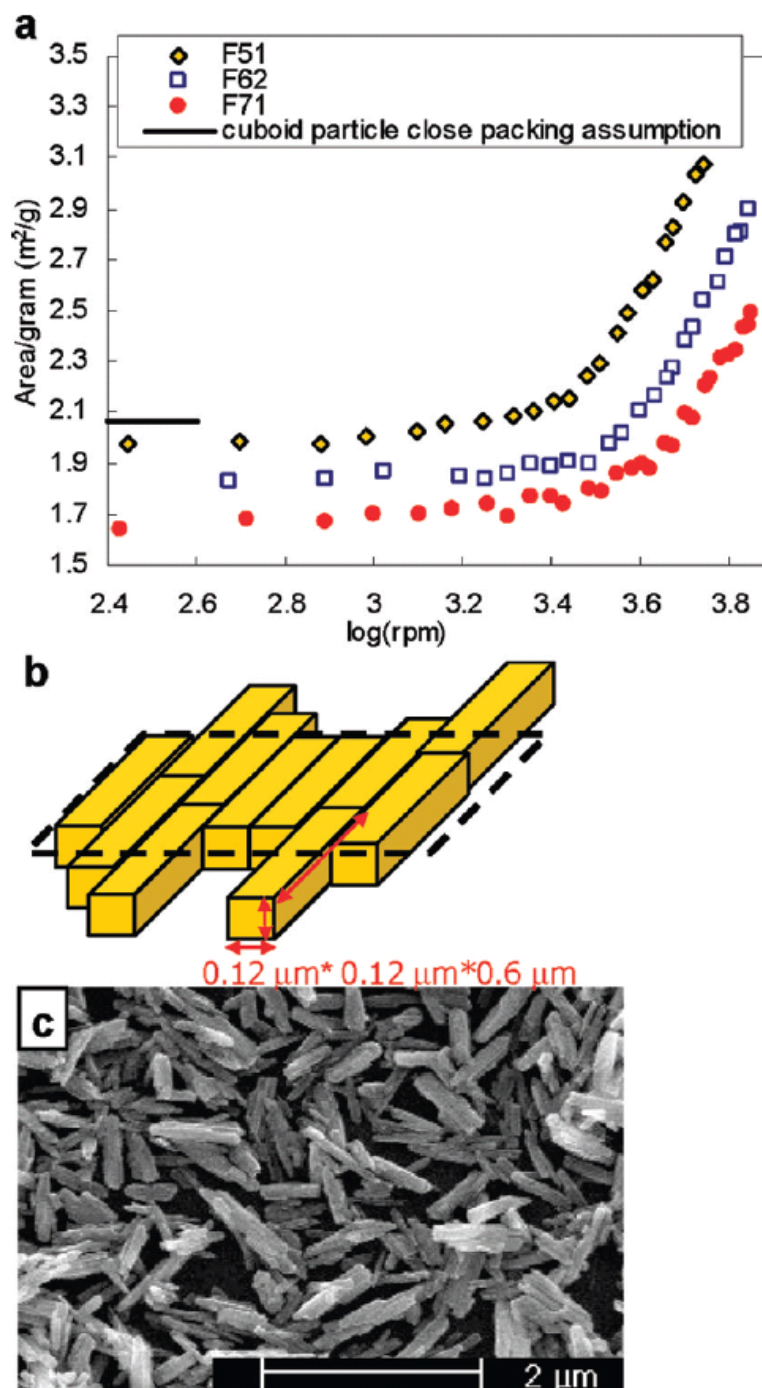 a
F51
F62
F71
cuboid particle close packing assumption
3.5
3.3
3.1
2.9
2.7
2.5
2.3
2.1
1.9
1.7
1.5
Area/gram (m²/g)
2.4 2.6 2.8 3 3.2 3.4 3.6 3.8
log(rpm)
b
0.12 μm* 0.12 μm*0.6 μm
c
2 μm